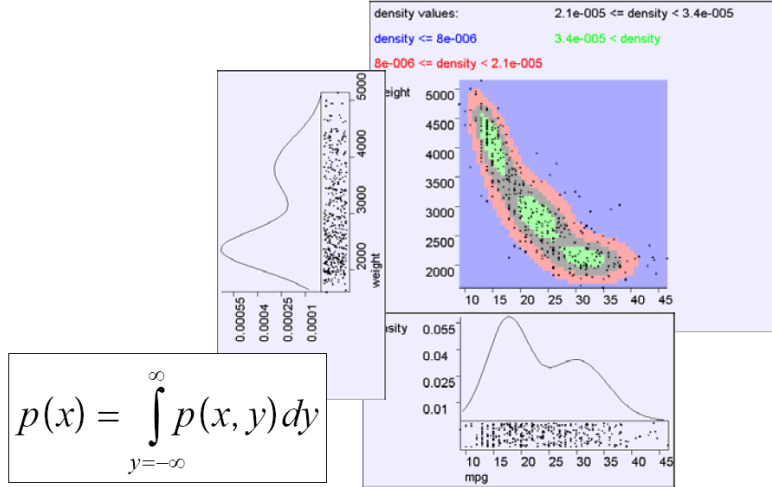 density values: 2.1e-005 <= density < 3.4e-005
density <= 8e-006 3.4e-005 < density
8e-006 <= density < 2.1e-005
eight
5000
4500
4000
3500
3000
2500
2000
10 15 20 25 30 35 40 45
5000
4000
3000
2000
weight
0.00055
0.0004
0.00025
0.0001
nsity
0.055
0.04
0.025
0.01
10 15 20 25 30 35 40 45
mpg
p(x) = ∫_{y=-∞}^{∞} p(x, y) dy